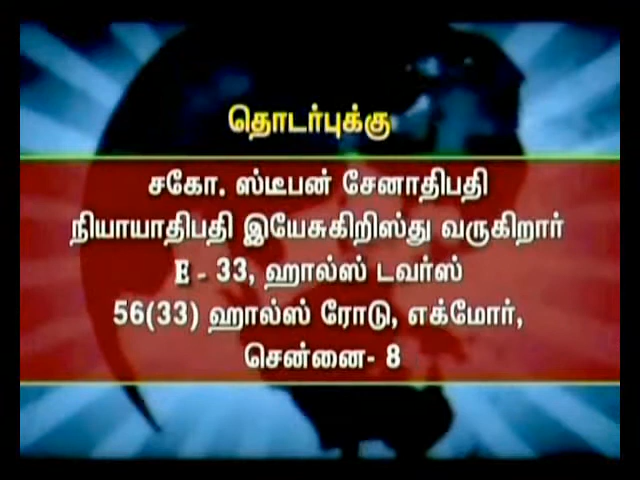 தொடர்புக்கு
சகோ. ஸ்டீபன் சேனாதிபதி
நியாயாதிபதி இயேசுகிறிஸ்து வருகிறார்
E - 33, ஹால்ஸ் டவர்ஸ்
56(33) ஹால்ஸ் ரோடு, எக்மோர்,
சென்னை- 8